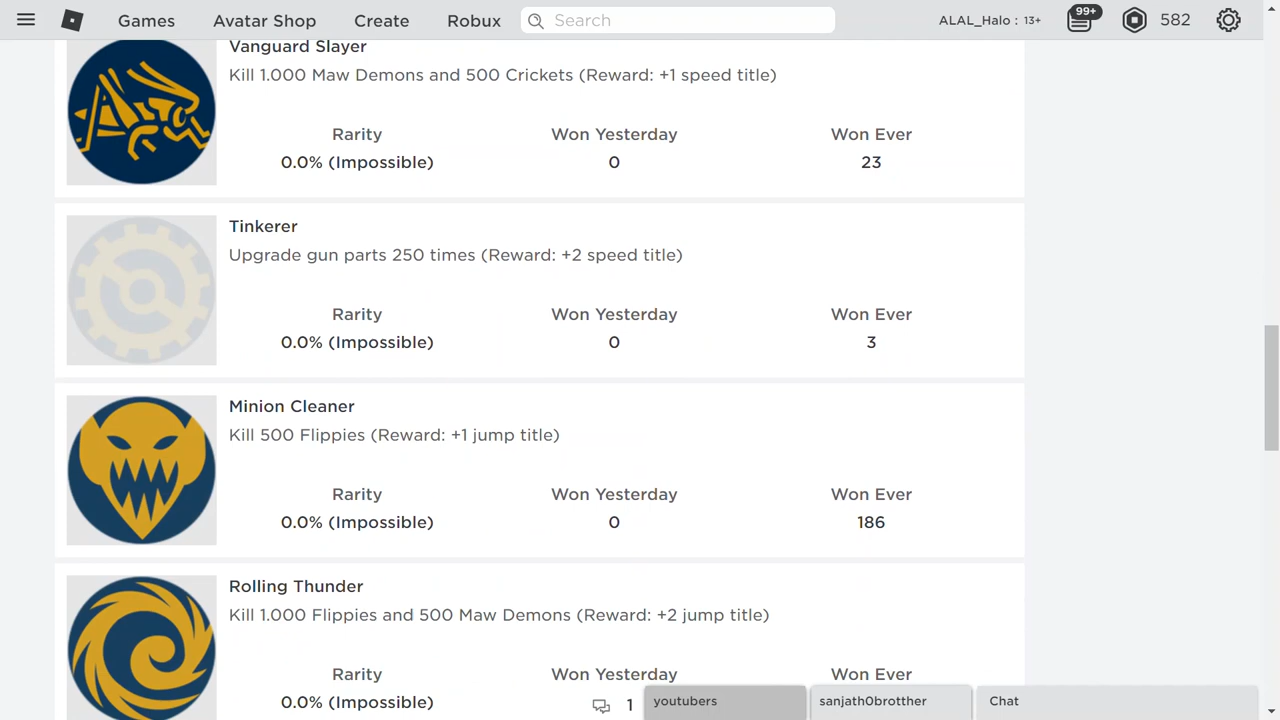 Games Avatar Shop Create Robux Search ALAL_Halo : 13+ 99+ 582
Vanguard Slayer
Kill 1.000 Maw Demons and 500 Crickets (Reward: +1 speed title)
Rarity Won Yesterday Won Ever
0.0% (Impossible) 0 23
Tinkerer
Upgrade gun parts 250 times (Reward: +2 speed title)
Rarity Won Yesterday Won Ever
0.0% (Impossible) 0 3
Minion Cleaner
Kill 500 Flippies (Reward: +1 jump title)
Rarity Won Yesterday Won Ever
0.0% (Impossible) 0 186
Rolling Thunder
Kill 1.000 Flippies and 500 Maw Demons (Reward: +2 jump title)
Rarity Won Yesterday Won Ever
0.0% (Impossible) 1 youtubers sanjath0brotther Chat